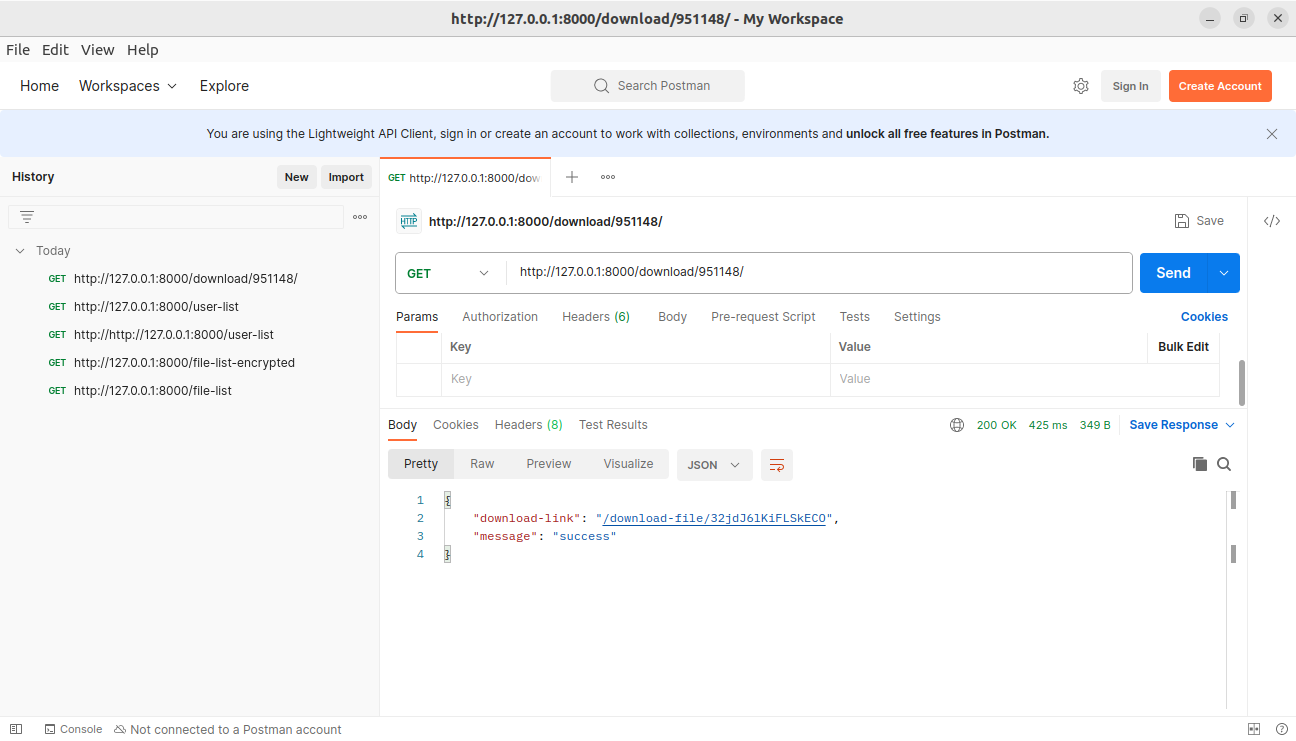 http://127.0.0.1:8000/download/951148/ - My Workspace
File Edit View Help
Home Workspaces Explore Search Postman Sign In Create Account
You are using the Lightweight API Client, sign in or create an account to work with collections, environments and unlock all free features in Postman.
History New Import
Today
GET http://127.0.0.1:8000/download/951148/
GET http://127.0.0.1:8000/user-list
GET http://http://127.0.0.1:8000/user-list
GET http://127.0.0.1:8000/file-list-encrypted
GET http://127.0.0.1:8000/file-list
GET http://127.0.0.1:8000/dow
HTTP http://127.0.0.1:8000/download/951148/ Save </>
GET http://127.0.0.1:8000/download/951148/ Send
Params Authorization Headers (6) Body Pre-request Script Tests Settings Cookies
Key Value Bulk Edit
Key Value
Body Cookies Headers (8) Test Results 200 OK 425 ms 349 B Save Response
Pretty Raw Preview Visualize JSON
1 {
2 "download-link": "/download-file/32jdJ6lKiFLSkECO",
3 "message": "success"
4 }
Console Not connected to a Postman account